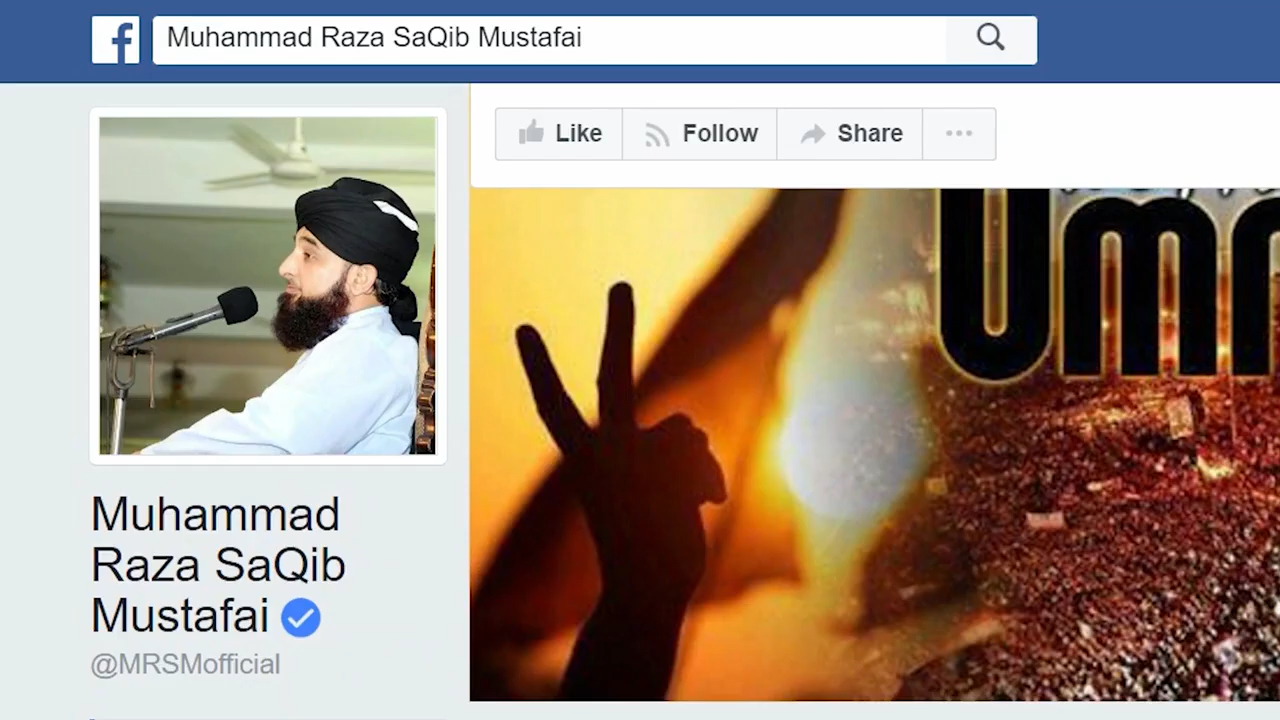 Muhammad Raza SaQib Mustafai
Like Follow Share
Muhammad
Raza SaQib
Mustafai
@MRSMofficial